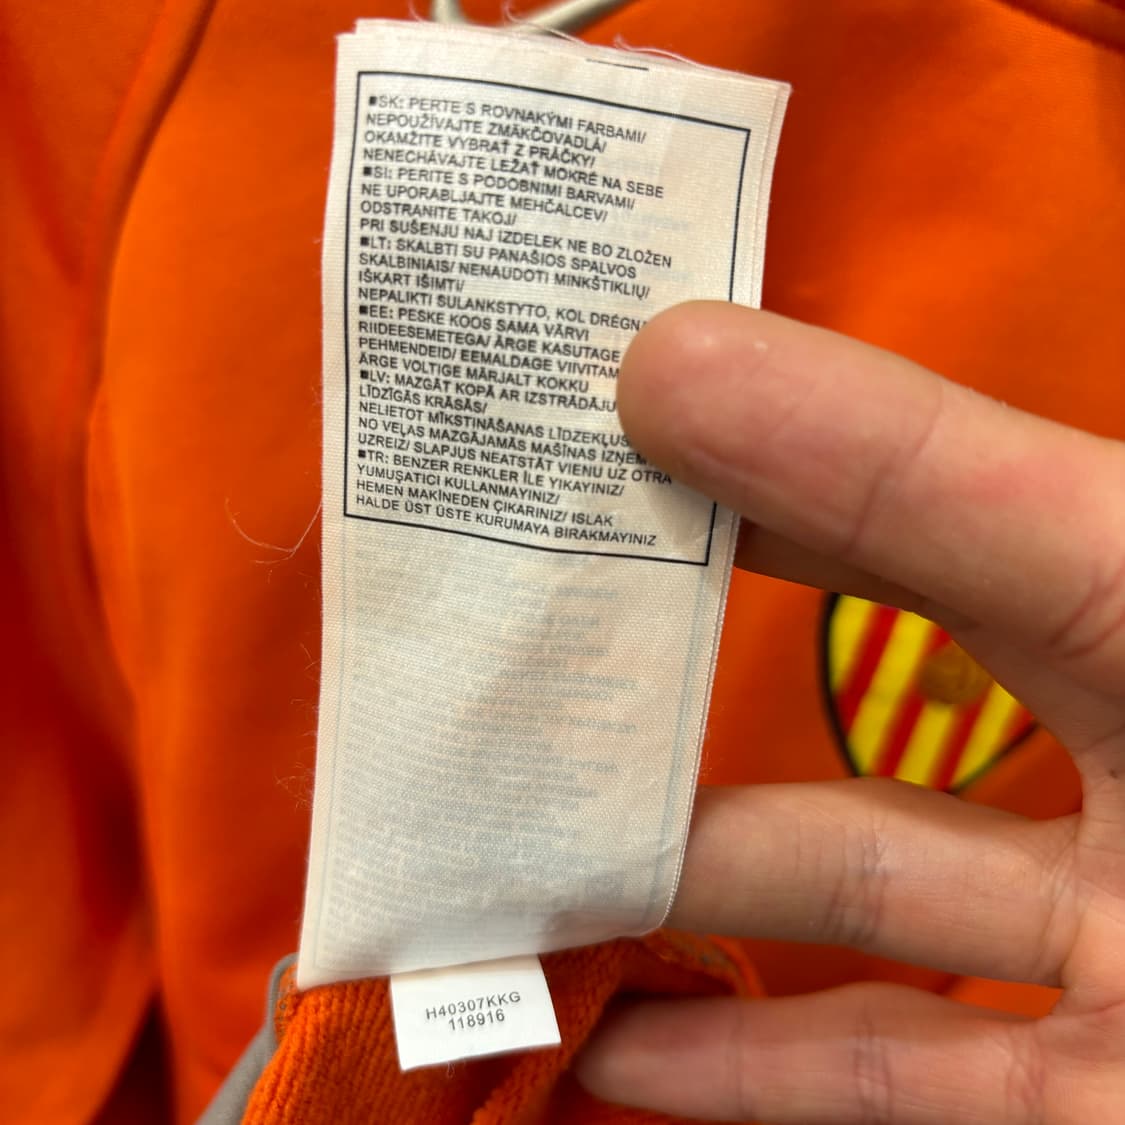 ■SK: PERTE S ROVNAKÝMI FARBAMI/
NEPOUŽÍVAJTE ZMÄKČOVADLÁ/
OKAMŽITE VYBRAŤ Z PRÁČKY/
NENECHÁVAJTE LEŽAŤ MOKRÉ NA SEBE
■SI: PERITE S PODOBNIMI BARVAMI/
NE UPORABLJAJTE MEHČALCEV/
ODSTRANITE TAKOJ/
PRI SUŠENJU NAJ IZDELEK NE BO ZLOŽEN
■LT: SKALBTI SU PANAŠIOS SPALVOS
SKALBINIAIS/ NENAUDOTI MINKŠTIKLIŲ/
IŠKART IŠIMTI/
NEPALIKTI SULANKSTYTO, KOL DRĖGNA
■EE: PESKE KOOS SAMA VÄRVI
RIIDEESEMETEGA/ ÄRGE KASUTAGE
PEHMENDEID/ EEMALDAGE VIIVITAM
ÄRGE VOLTIGE MÄRJALT KOKKU
■LV: MAZGĀT KOPĀ AR IZSTRĀDĀJU
LĪDZĪGĀS KRĀSĀS/
NELIETOT MĪKSTINĀŠANAS LĪDZEKĻUS
NO VEĻAS MAZGĀJAMĀS MAŠĪNAS IZŅEM
UZREIZ/ SLAPJUS NEATSTĀT VIENU UZ OTRA
■TR: BENZER RENKLER İLE YIKAYINIZ/
YUMUŞATICI KULLANMAYINIZ/
HEMEN MAKİNEDEN ÇIKARINIZ/ ISLAK
HALDE ÜST ÜSTE KURUMAYA BIRAKMAYINIZ
H40307KKG
118916